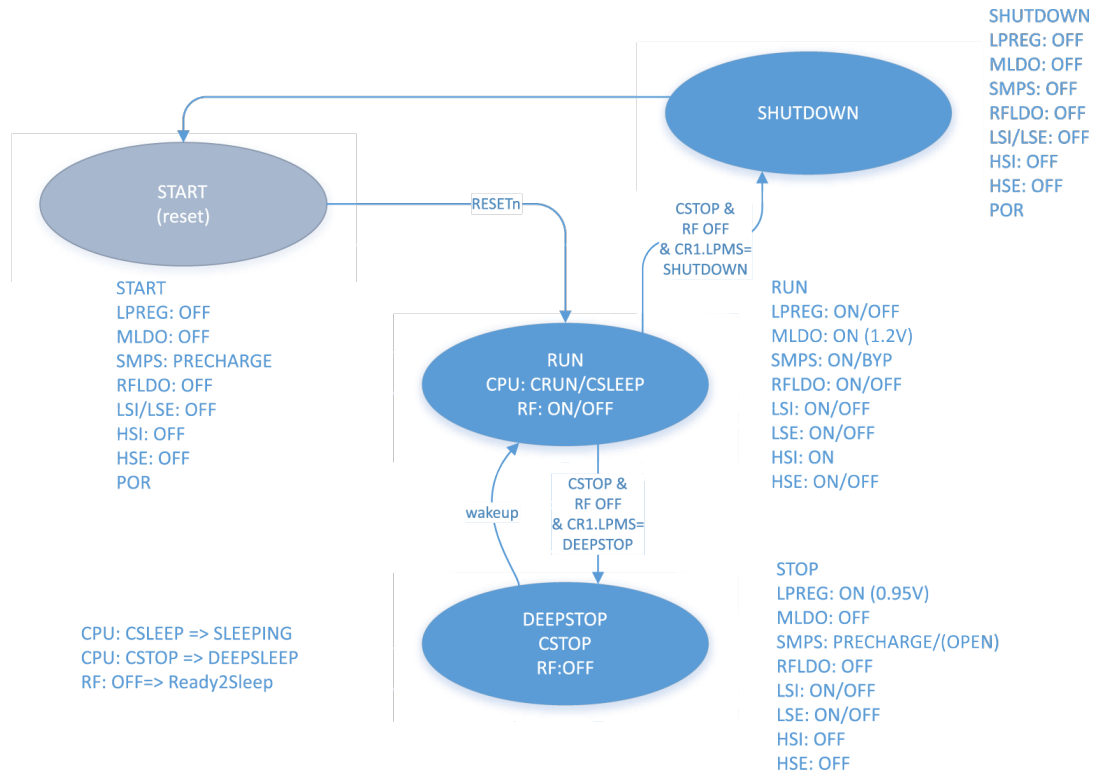 SHUTDOWN
LPREG: OFF
MLDO: OFF
SMPS: OFF
RFLDO: OFF
LSI/LSE: OFF
HSI: OFF
HSE: OFF
POR
SHUTDOWN
START
(reset)
RESETn
CSTOP &
RF OFF
& CR1.LPMS=
SHUTDOWN
START
LPREG: OFF
MLDO: OFF
SMPS: PRECHARGE
RFLDO: OFF
LSI/LSE: OFF
HSI: OFF
HSE: OFF
POR
RUN
CPU: CRUN/CSLEEP
RF: ON/OFF
RUN
LPREG: ON/OFF
MLDO: ON (1.2V)
SMPS: ON/BYP
RFLDO: ON/OFF
LSI: ON/OFF
LSE: ON/OFF
HSI: ON
HSE: ON/OFF
wakeup
CSTOP &
RF OFF
& CR1.LPMS=
DEEPSTOP
DEEPSTOP
CSTOP
RF:OFF
CPU: CSLEEP => SLEEPING
CPU: CSTOP => DEEPSLEEP
RF: OFF=> Ready2Sleep
STOP
LPREG: ON (0.95V)
MLDO: OFF
SMPS: PRECHARGE/(OPEN)
RFLDO: OFF
LSI: ON/OFF
LSE: ON/OFF
HSI: OFF
HSE: OFF